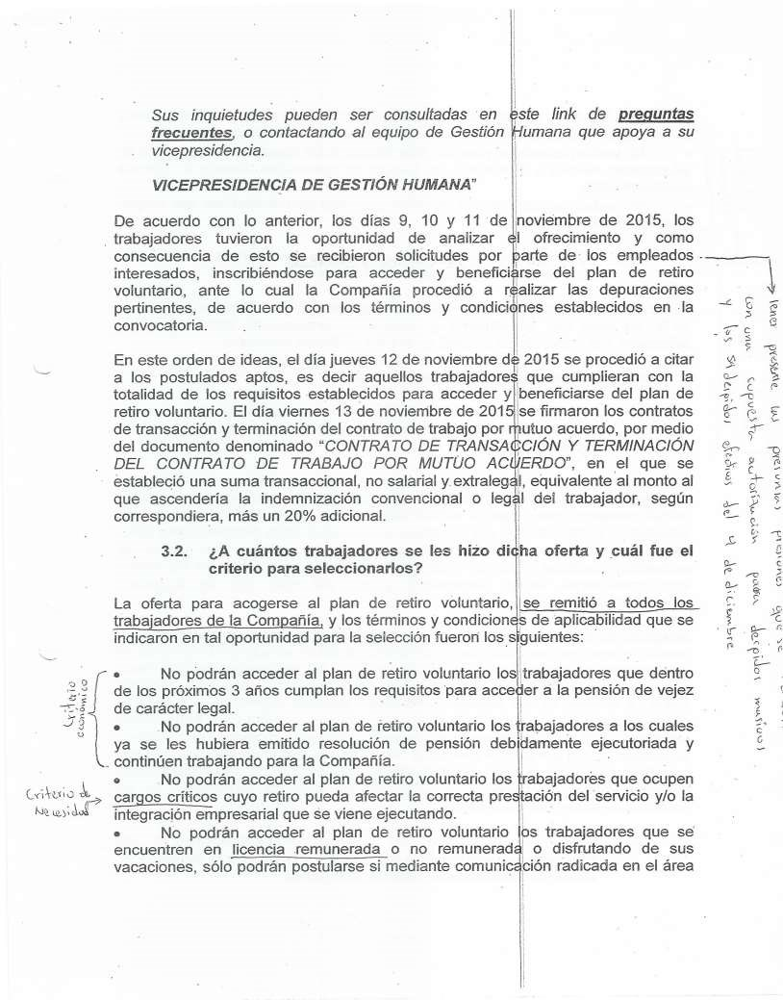 Sus inquietudes pueden ser consultadas en este link de preguntas
frecuentes, o contactando al equipo de Gestión Humana que apoya a su
vicepresidencia.
VICEPRESIDENCIA DE GESTIÓN HUMANA”
De acuerdo con lo anterior, los días 9, 10 y 11 de noviembre de 2015, los
trabajadores tuvieron la oportunidad de analizar el ofrecimiento y como
consecuencia de esto se recibieron solicitudes por parte de los empleados
interesados, inscribiéndose para acceder y beneficiarse del plan de retiro
voluntario, ante lo cual la Compañía procedió a realizar las depuraciones
pertinentes, de acuerdo con los términos y condiciones establecidos en la
convocatoria.
En este orden de ideas, el día jueves 12 de noviembre de 2015 se procedió a citar
a los postulados aptos, es decir aquellos trabajadores que cumplieran con la
totalidad de los requisitos establecidos para acceder y beneficiarse del plan de
retiro voluntario. El día viernes 13 de noviembre de 2015 se firmaron los contratos
de transacción y terminación del contrato de trabajo por mutuo acuerdo, por medio
del documento denominado “CONTRATO DE TRANSACCIÓN Y TERMINACIÓN
DEL CONTRATO DE TRABAJO POR MUTUO ACUERDO”, en el que se
estableció una suma transaccional, no salarial y extralegal, equivalente al monto al
que ascendería la indemnización convencional o legal del trabajador, según
correspondiera, más un 20% adicional.
3.2. ¿A cuántos trabajadores se les hizo dicha oferta y cuál fue el
criterio para seleccionarlos?
La oferta para acogerse al plan de retiro voluntario, se remitió a todos los
trabajadores de la Compañía, y los términos y condiciones de aplicabilidad que se
indicaron en tal oportunidad para la selección fueron los siguientes:
• No podrán acceder al plan de retiro voluntario los trabajadores que dentro
de los próximos 3 años cumplan los requisitos para acceder a la pensión de vejez
de carácter legal.
• No podrán acceder al plan de retiro voluntario los trabajadores a los cuales
ya se les hubiera emitido resolución de pensión debidamente ejecutoriada y
continúen trabajando para la Compañía.
• No podrán acceder al plan de retiro voluntario los trabajadores que ocupen
cargos críticos cuyo retiro pueda afectar la correcta prestación del servicio y/o la
integración empresarial que se viene ejecutando.
• No podrán acceder al plan de retiro voluntario los trabajadores que se
encuentren en licencia remunerada o no remunerada o disfrutando de sus
vacaciones, sólo podrán postularse si mediante comunicación radicada en el área
Criterio
económico
Criterio de
Necesidad
tener presente las presuntas presiones que se
con una supuesta autorización para despidos masivos
y los 54 despidos efectivos del 4 de diciembre